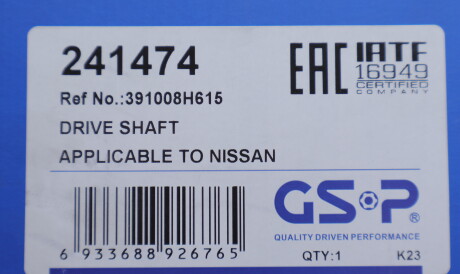 241474
EAC
IATF
16949
CERTIFIED
COMPANY
Ref No.:391008H615
DRIVE SHAFT
APPLICABLE TO NISSAN
GSP®
QUALITY DRIVEN PERFORMANCE
6 933688 926765
QTY:1 K23